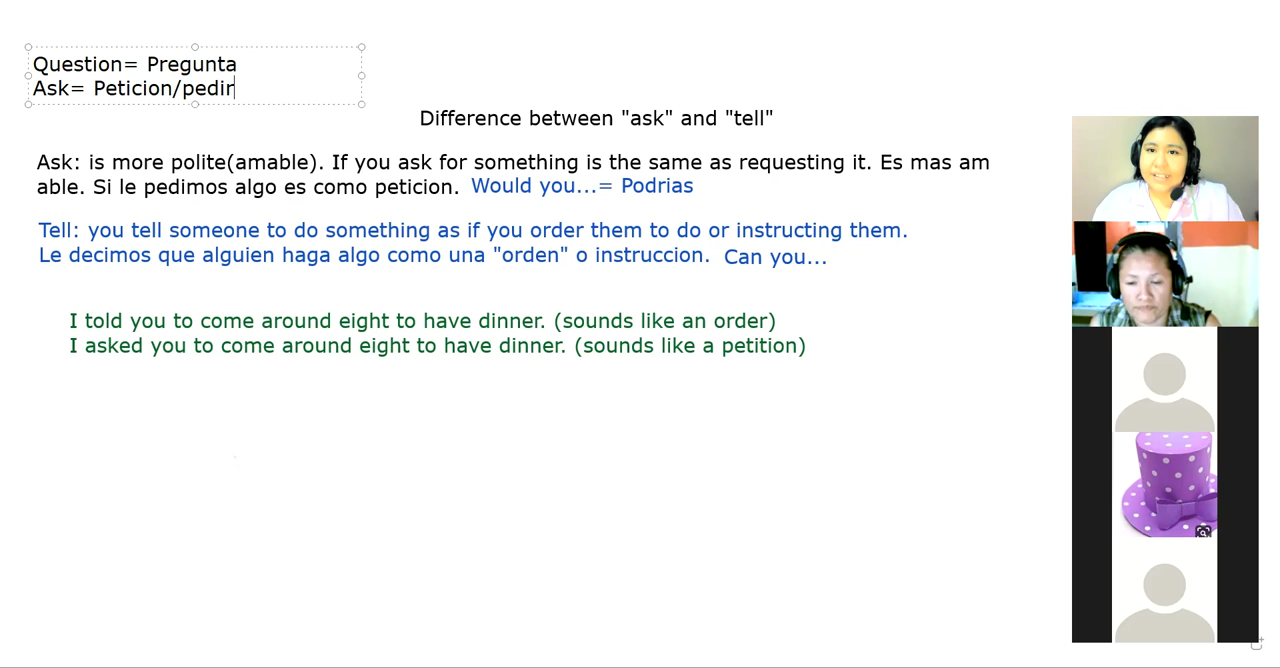 Question= Pregunta
Ask= Peticion/pedir
Difference between "ask" and "tell"
Ask: is more polite(amable). If you ask for something is the same as requesting it. Es mas am
able. Si le pedimos algo es como peticion. Would you...= Podrias
Tell: you tell someone to do something as if you order them to do or instructing them.
Le decimos que alguien haga algo como una "orden" o instruccion. Can you...
I told you to come around eight to have dinner. (sounds like an order)
I asked you to come around eight to have dinner. (sounds like a petition)